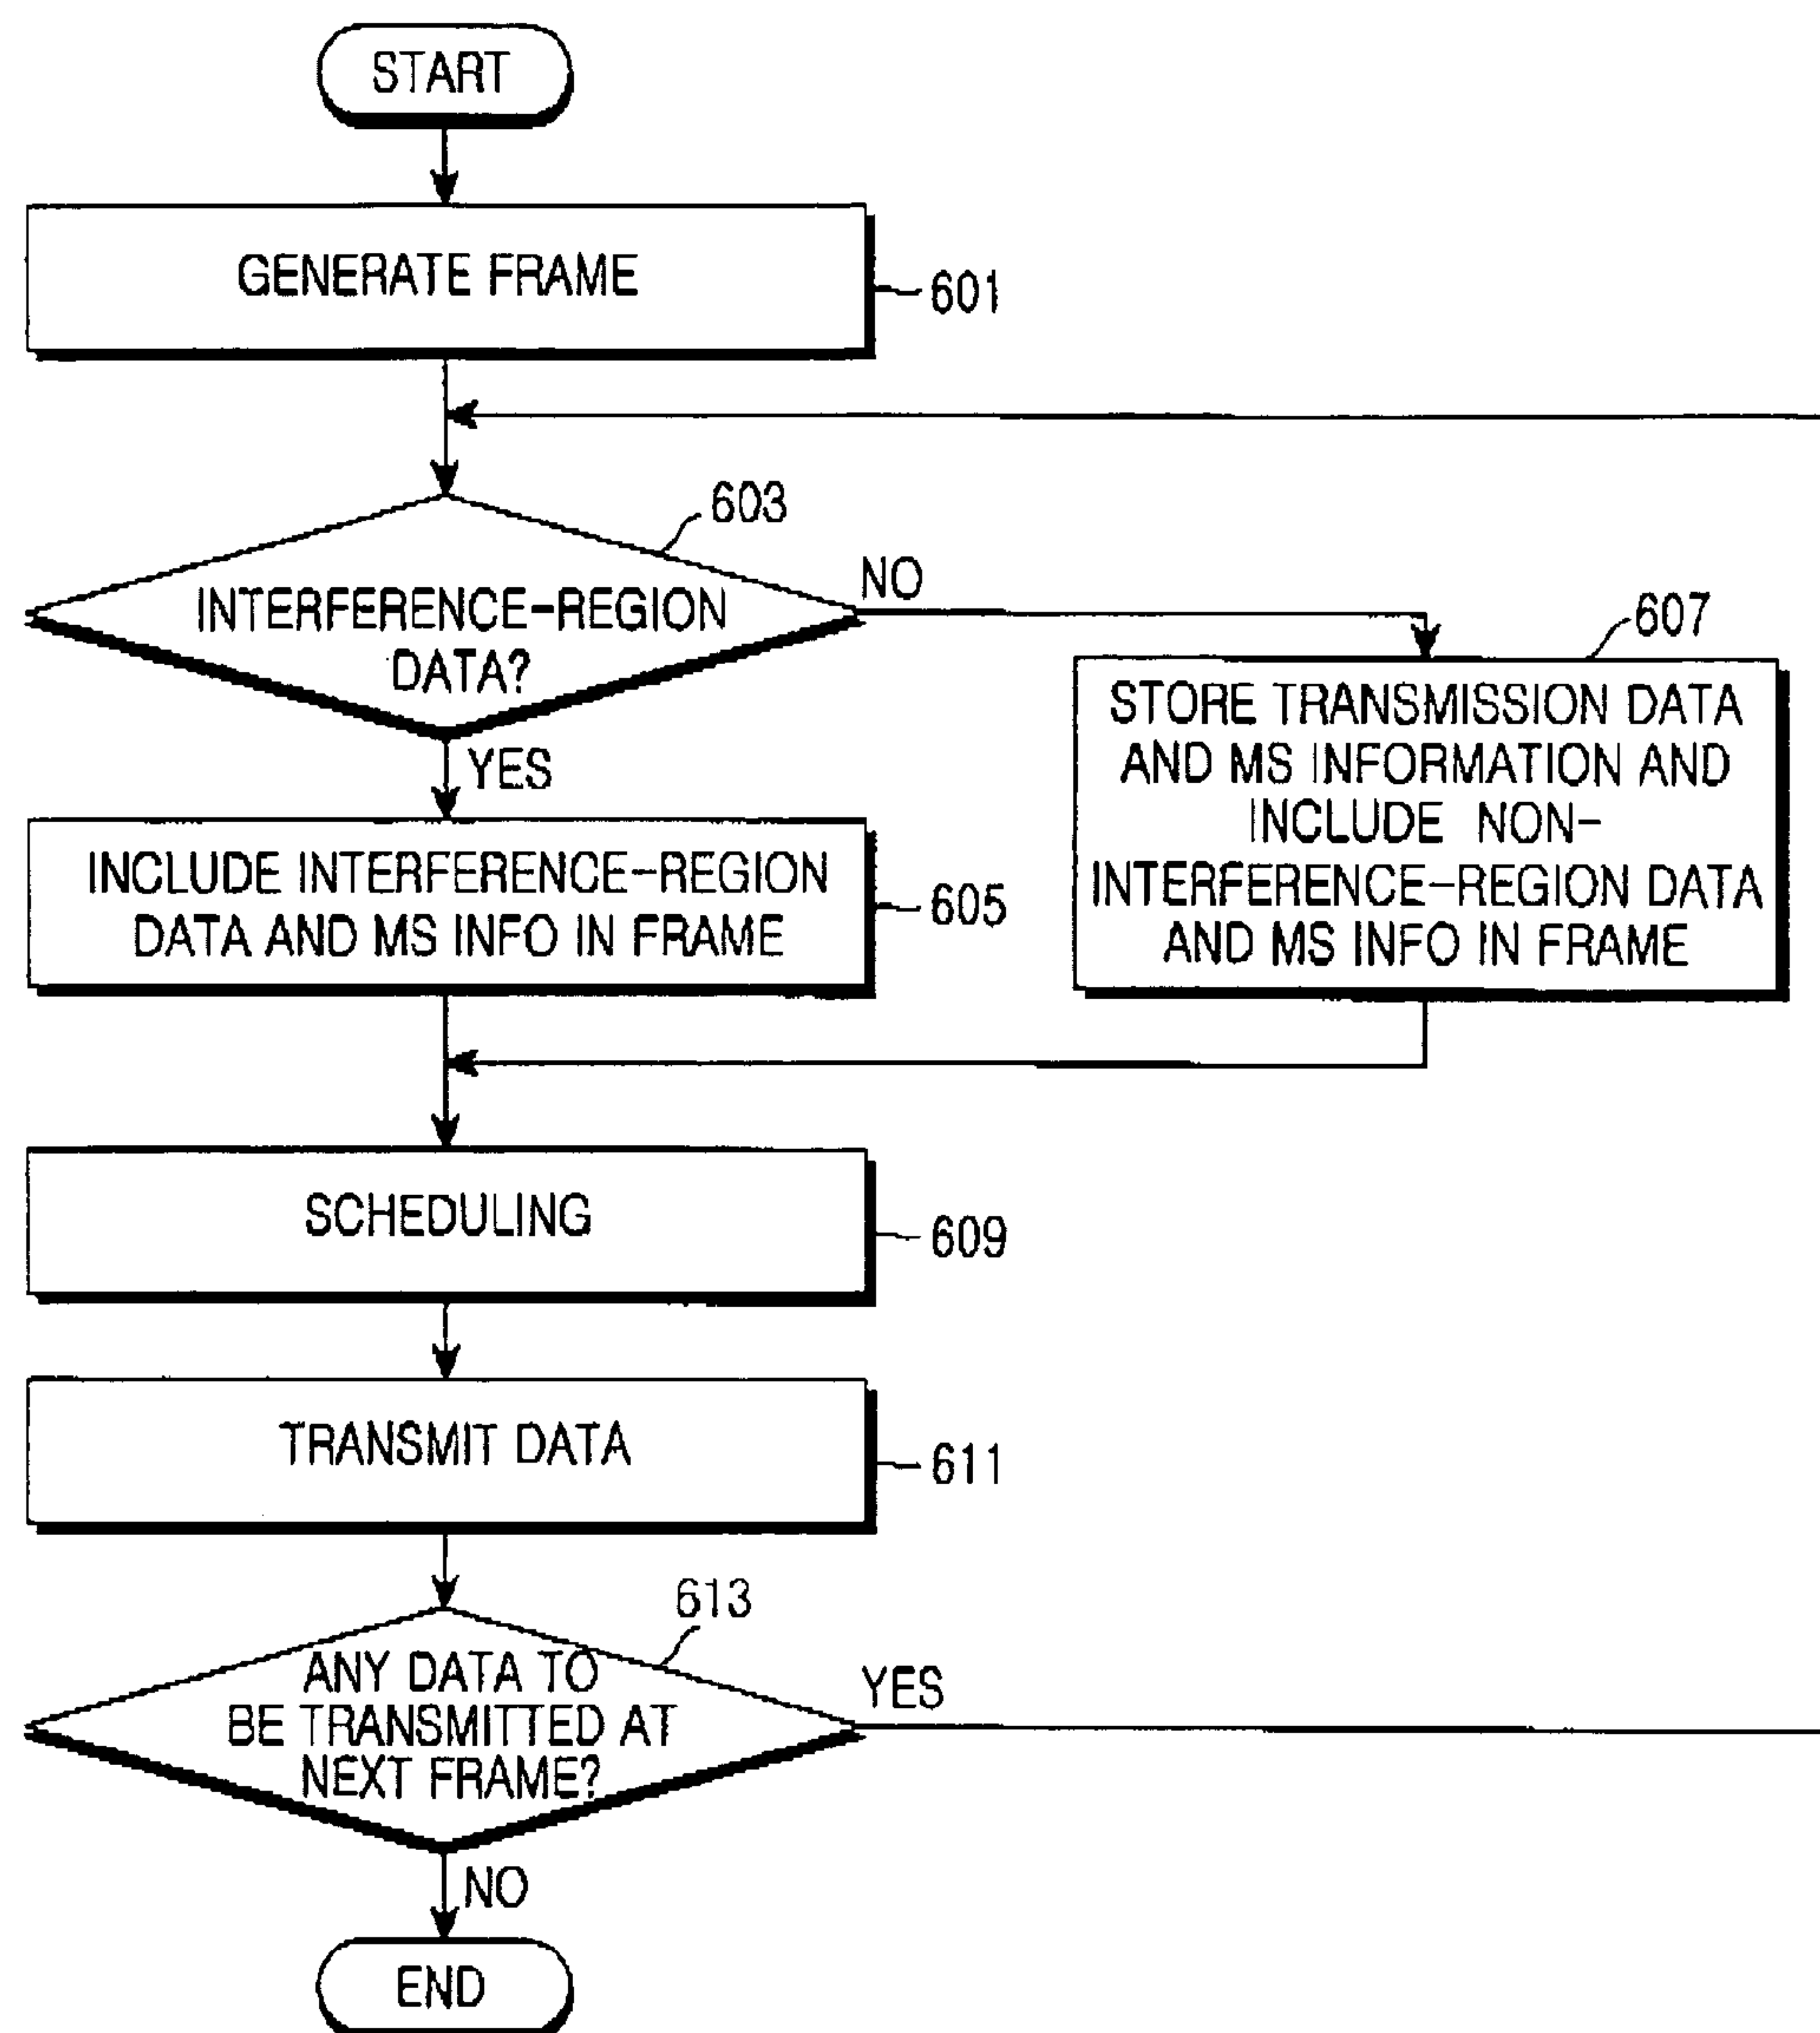 START
GENERATE FRAME
601
603
INTERFERENCE-REGION
DATA?
NO
YES
607
STORE TRANSMISSION DATA
AND MS INFORMATION AND
INCLUDE NON-
INTERFERENCE-REGION DATA
AND MS INFO IN FRAME
INCLUDE INTERFERENCE-REGION
DATA AND MS INFO IN FRAME
605
SCHEDULING
609
TRANSMIT DATA
611
613
ANY DATA TO
BE TRANSMITTED AT
NEXT FRAME?
YES
NO
END